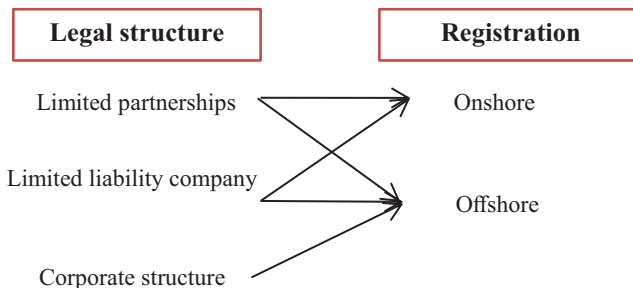 Legal structure
Registration
Limited partnerships
Onshore
Limited liability company
Offshore
Corporate structure